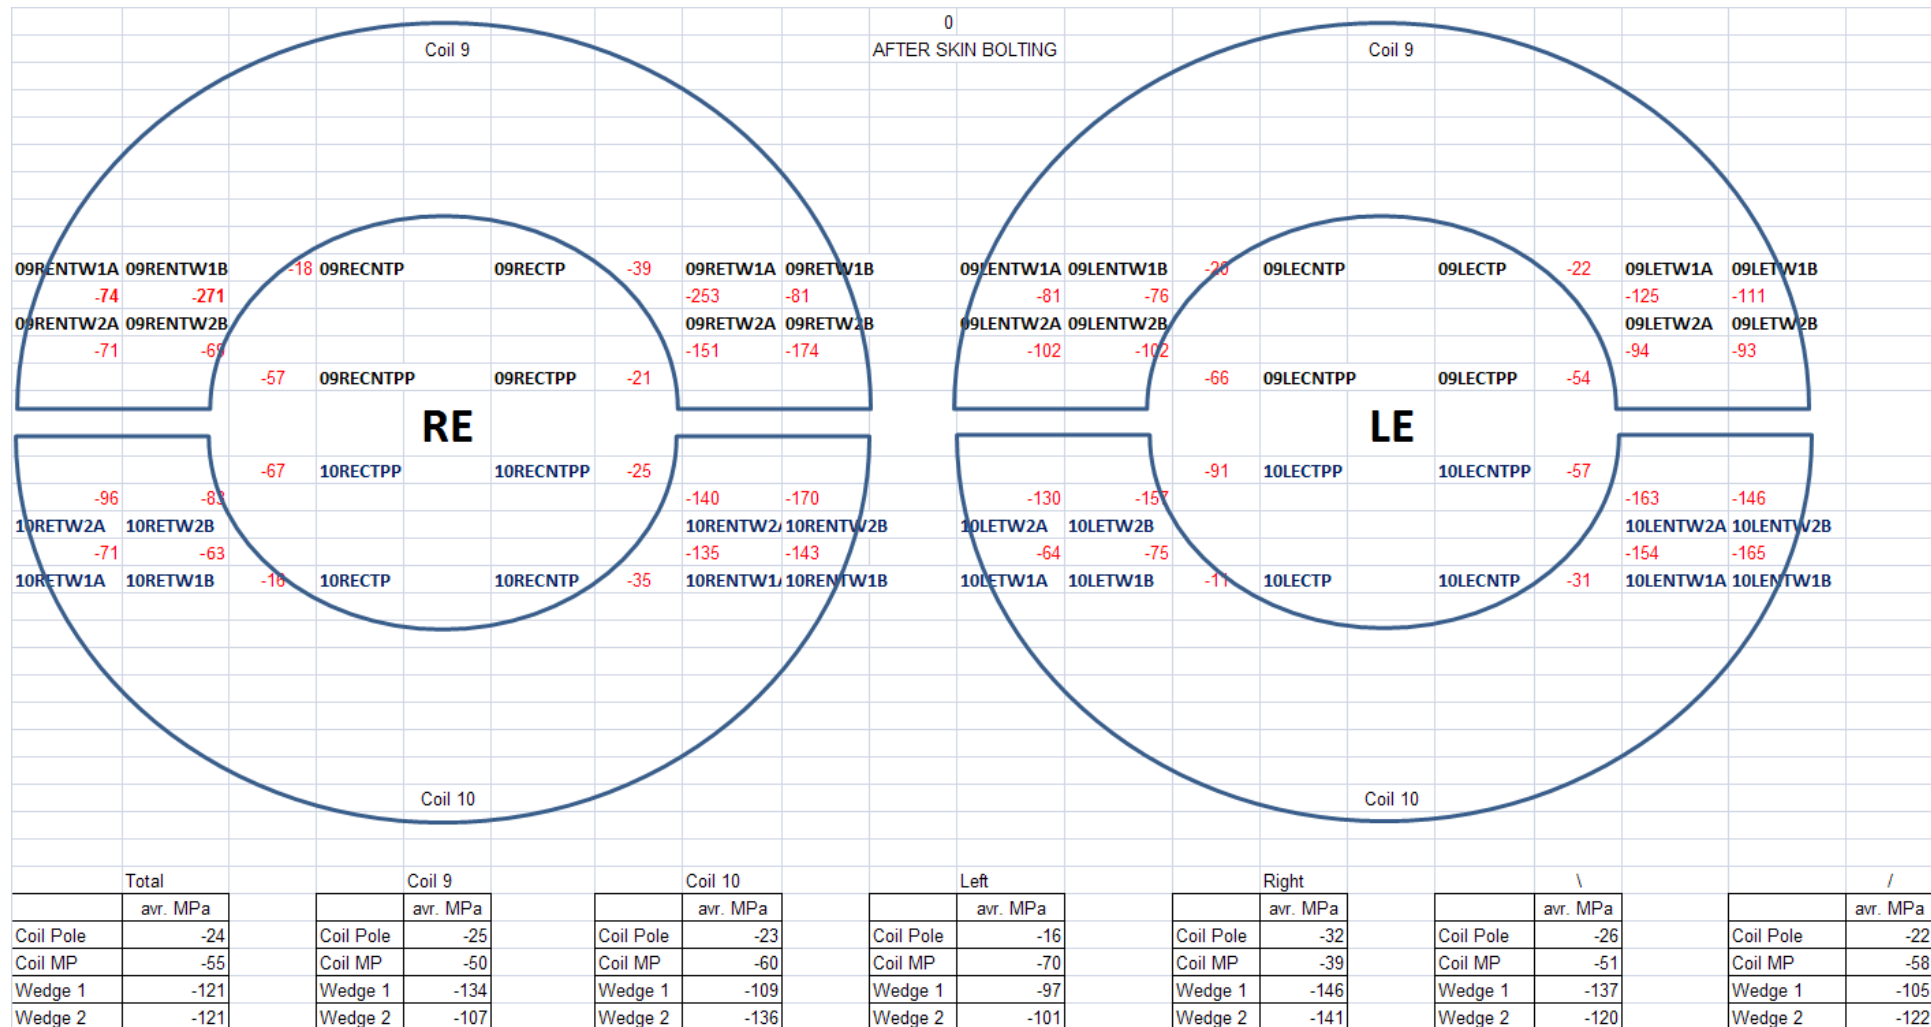 0
Coil 9 AFTER SKIN BOLTING Coil 9
09RENTW1A 09RENTW1B -18 09RECNTP 09RECTP -39 09RETW1A 09RETW1B 09LENTW1A 09LENTW1B -20 09LECNTP 09LECTP -22 09LETW1A 09LETW1B
-74 -271 -253 -81 -81 -76 -125 -111
09RENTW2A 09RENTW2B 09RETW2A 09RETW2B 09LENTW2A 09LENTW2B 09LETW2A 09LETW2B
-71 -69 -151 -174 -102 -102 -94 -93
-57 09RECNTPP 09RECTPP -21 -66 09LECNTPP 09LECTPP -54
RE LE
-67 10RECTPP 10RECNTPP -25 -91 10LECTPP 10LECNTPP -57
-96 -83 -140 -170 -130 -157 -163 -146
10RETW2A 10RETW2B 10RENTW2A 10RENTW2B 10LETW2A 10LETW2B 10LENTW2A 10LENTW2B
-71 -63 -135 -143 -64 -75 -154 -165
10RETW1A 10RETW1B -16 10RECTP 10RECNTP -35 10RENTW1A 10RENTW1B 10LETW1A 10LETW1B -11 10LECTP 10LECNTP -31 10LENTW1A 10LENTW1B
Coil 10 Coil 10
Total Coil 9 Coil 10 Left Right \ /
avr. MPa avr. MPa avr. MPa avr. MPa avr. MPa avr. MPa avr. MPa
Coil Pole -24 Coil Pole -25 Coil Pole -23 Coil Pole -16 Coil Pole -32 Coil Pole -26 Coil Pole -22
Coil MP -55 Coil MP -50 Coil MP -60 Coil MP -70 Coil MP -39 Coil MP -51 Coil MP -58
Wedge 1 -121 Wedge 1 -134 Wedge 1 -109 Wedge 1 -97 Wedge 1 -146 Wedge 1 -137 Wedge 1 -105
Wedge 2 -121 Wedge 2 -107 Wedge 2 -136 Wedge 2 -101 Wedge 2 -141 Wedge 2 -120 Wedge 2 -122